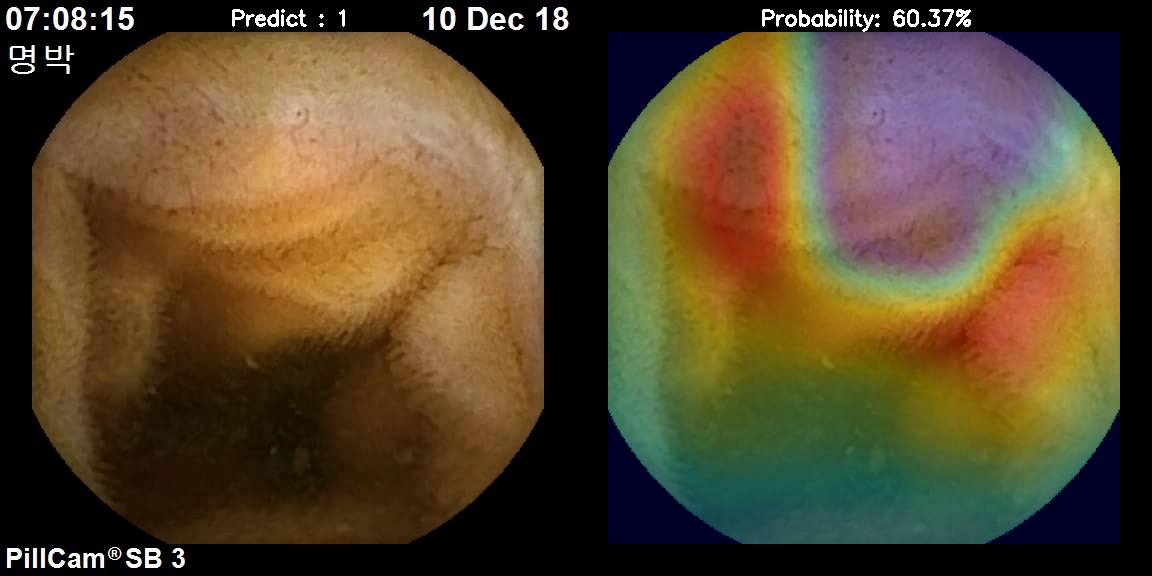 07:08:15
Predict : 1
10 Dec 18
Probability: 60.37%
명박
PillCam® SB 3